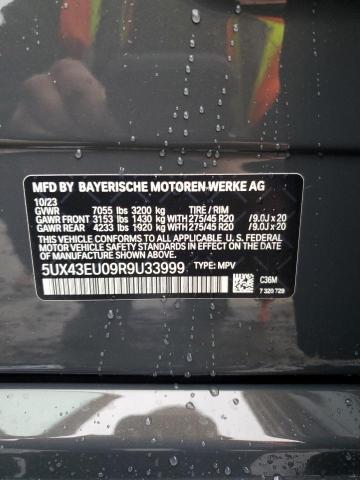 MFD BY BAYERISCHE MOTOREN-WERKE AG
10/23
GVWR 7055 lbs 3200 kg TIRE / RIM
GAWR FRONT 3153 lbs 1430 kg WITH 275/45 R20 /9.0J x 20
GAWR REAR 4233 lbs 1920 kg WITH 275/45 R20 /9.0J x 20
THIS VEHICLE CONFORMS TO ALL APPLICABLE U.S. FEDERAL
MOTOR VEHICLE SAFETY STANDARDS IN EFFECT ON THE DATE OF
MANUFACTURE SHOWN ABOVE.
5UX43EU09R9U33999 TYPE: MPV
C36M
7 320 729